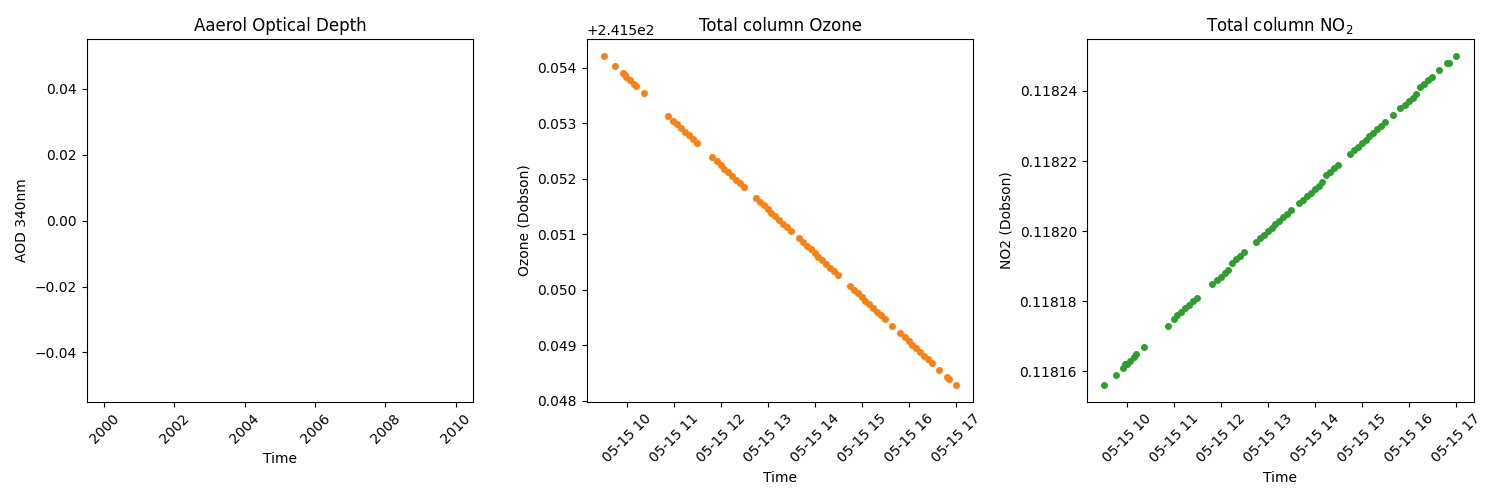 Aaerol Optical Depth
AOD 340nm
0.04
0.02
0.00
−0.02
−0.04
2000 2002 2004 2006 2008 2010
Time
Total column Ozone
+2.415e2
Ozone (Dobson)
0.054
0.053
0.052
0.051
0.050
0.049
0.048
05-15 10 05-15 11 05-15 12 05-15 13 05-15 14 05-15 15 05-15 16 05-15 17
Time
Total column NO₂
NO2 (Dobson)
0.11824
0.11822
0.11820
0.11818
0.11816
05-15 10 05-15 11 05-15 12 05-15 13 05-15 14 05-15 15 05-15 16 05-15 17
Time